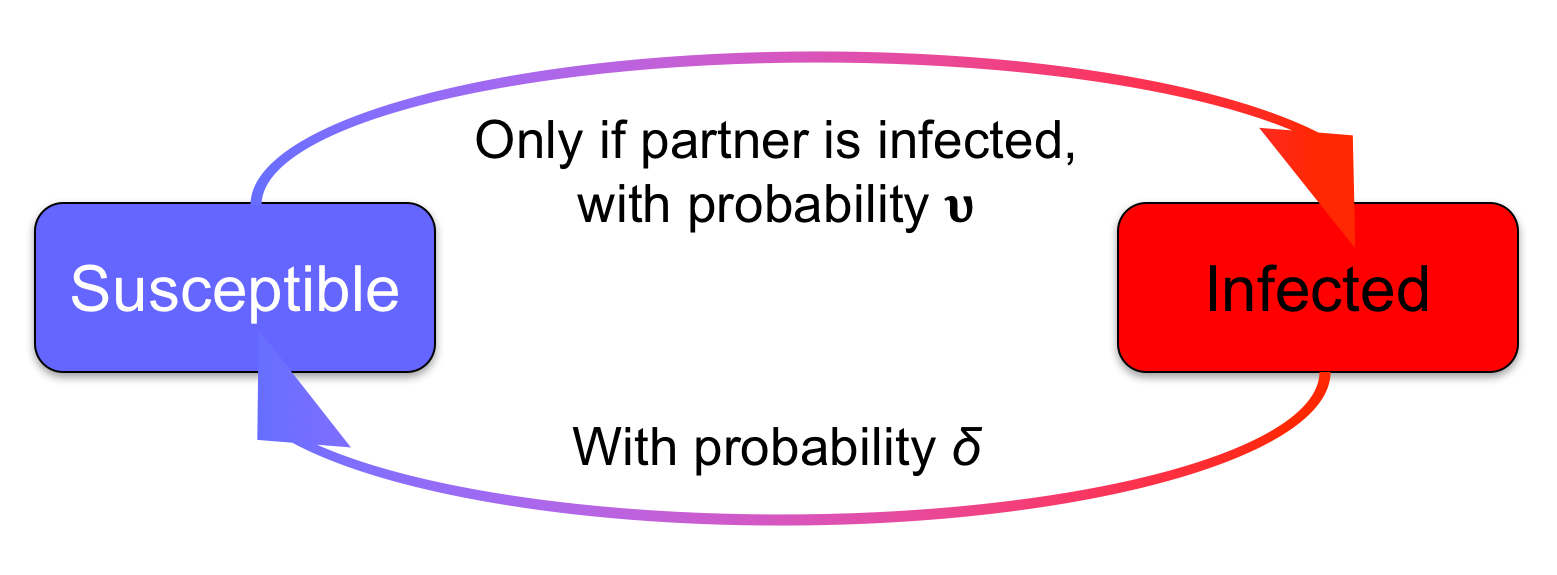 Only if partner is infected,
with probability υ
Susceptible
Infected
With probability δ